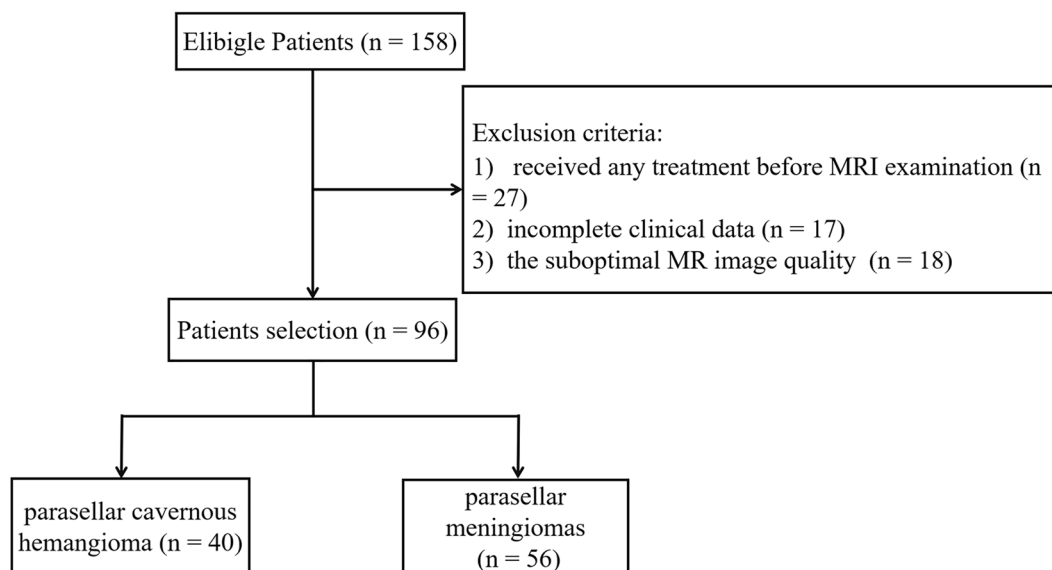 Elibigle Patients (n = 158)
Exclusion criteria:
1) received any treatment before MRI examination (n
= 27)
2) incomplete clinical data (n = 17)
3) the suboptimal MR image quality (n = 18)
Patients selection (n = 96)
parasellar cavernous
hemangioma (n = 40)
parasellar
meningiomas
(n = 56)